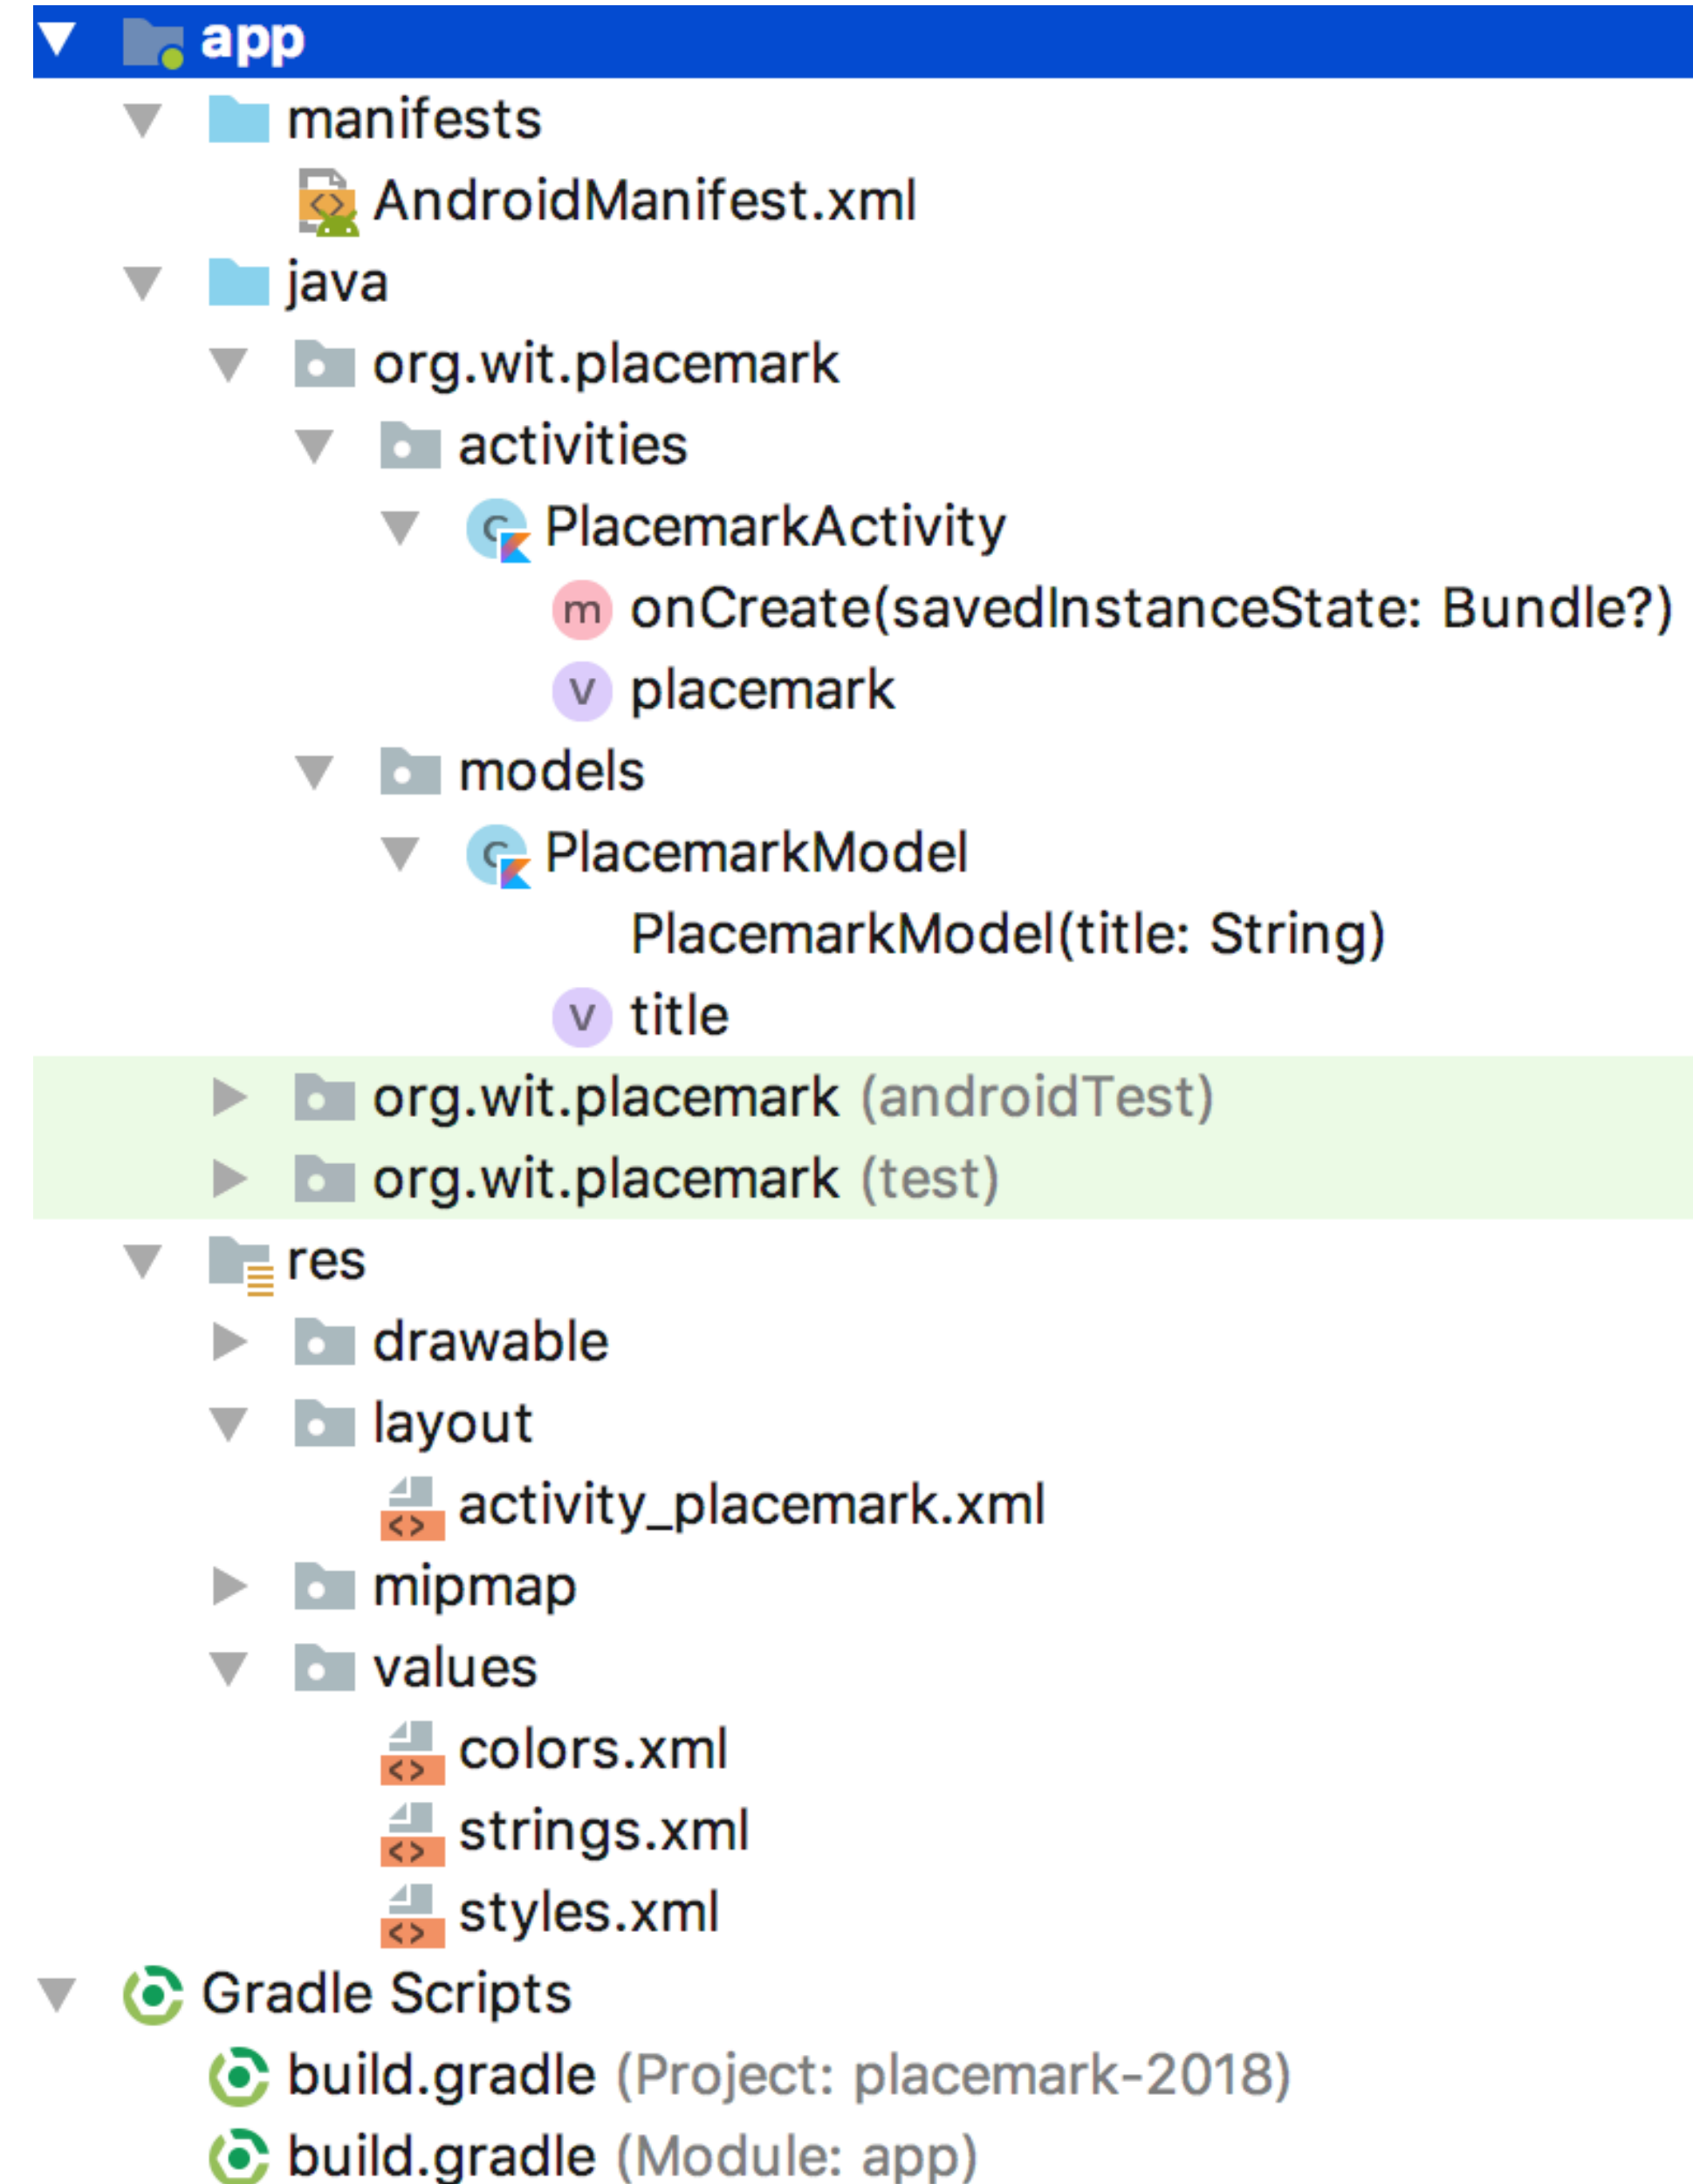 app
manifests
AndroidManifest.xml
java
org.wit.placemark
activities
PlacemarkActivity
onCreate(savedInstanceState: Bundle?)
placemark
models
PlacemarkModel
PlacemarkModel(title: String)
title
org.wit.placemark (androidTest)
org.wit.placemark (test)
res
drawable
layout
activity_placemark.xml
mipmap
values
colors.xml
strings.xml
styles.xml
Gradle Scripts
build.gradle (Project: placemark-2018)
build.gradle (Module: app)